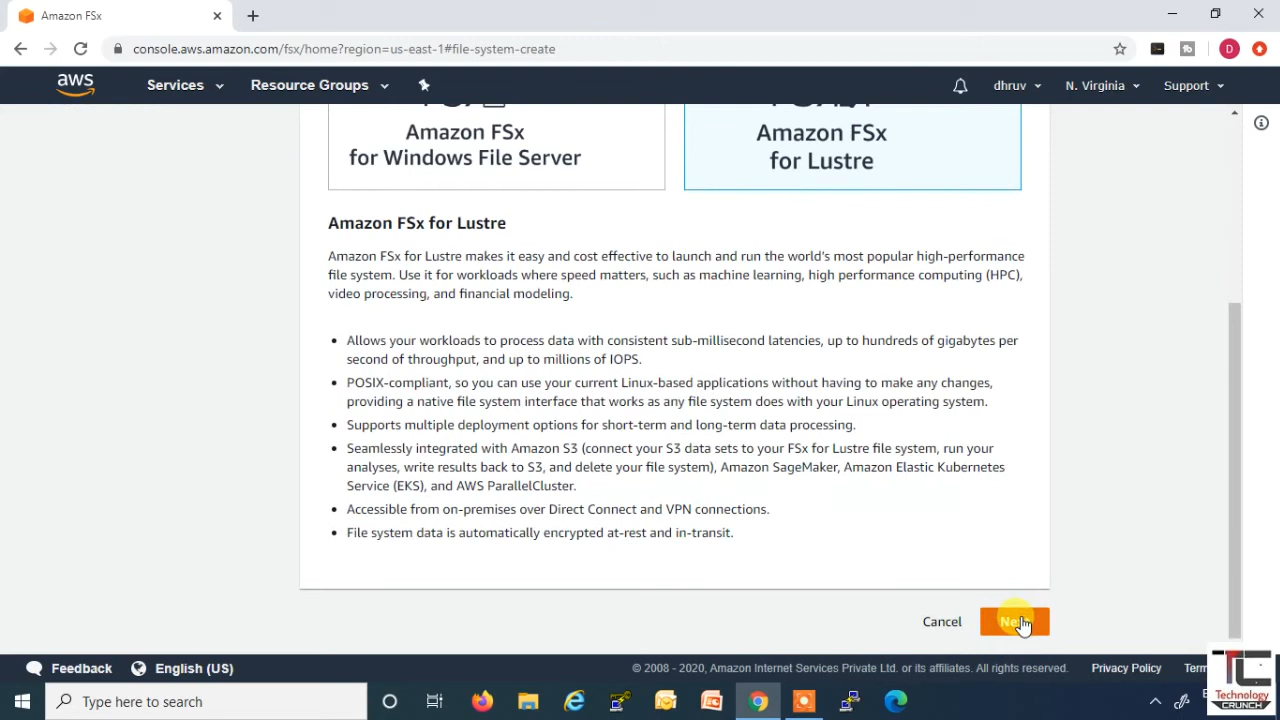 Amazon FSx
console.aws.amazon.com/fsx/home?region=us-east-1#file-system-create
D
aws
Services
Resource Groups
dhruv
N. Virginia
Support
Amazon FSx
for Windows File Server
Amazon FSx
for Lustre
Amazon FSx for Lustre
Amazon FSx for Lustre makes it easy and cost effective to launch and run the world's most popular high-performance
file system. Use it for workloads where speed matters, such as machine learning, high performance computing (HPC),
video processing, and financial modeling.
• Allows your workloads to process data with consistent sub-millisecond latencies, up to hundreds of gigabytes per
second of throughput, and up to millions of IOPS.
• POSIX-compliant, so you can use your current Linux-based applications without having to make any changes,
providing a native file system interface that works as any file system does with your Linux operating system.
• Supports multiple deployment options for short-term and long-term data processing.
• Seamlessly integrated with Amazon S3 (connect your S3 data sets to your FSx for Lustre file system, run your
analyses, write results back to S3, and delete your file system), Amazon SageMaker, Amazon Elastic Kubernetes
Service (EKS), and AWS ParallelCluster.
• Accessible from on-premises over Direct Connect and VPN connections.
• File system data is automatically encrypted at-rest and in-transit.
Cancel
Feedback
English (US)
© 2008 - 2020, Amazon Internet Services Private Ltd. or its affiliates. All rights reserved.
Privacy Policy
Type here to search
TC
Technology
CRUNCH